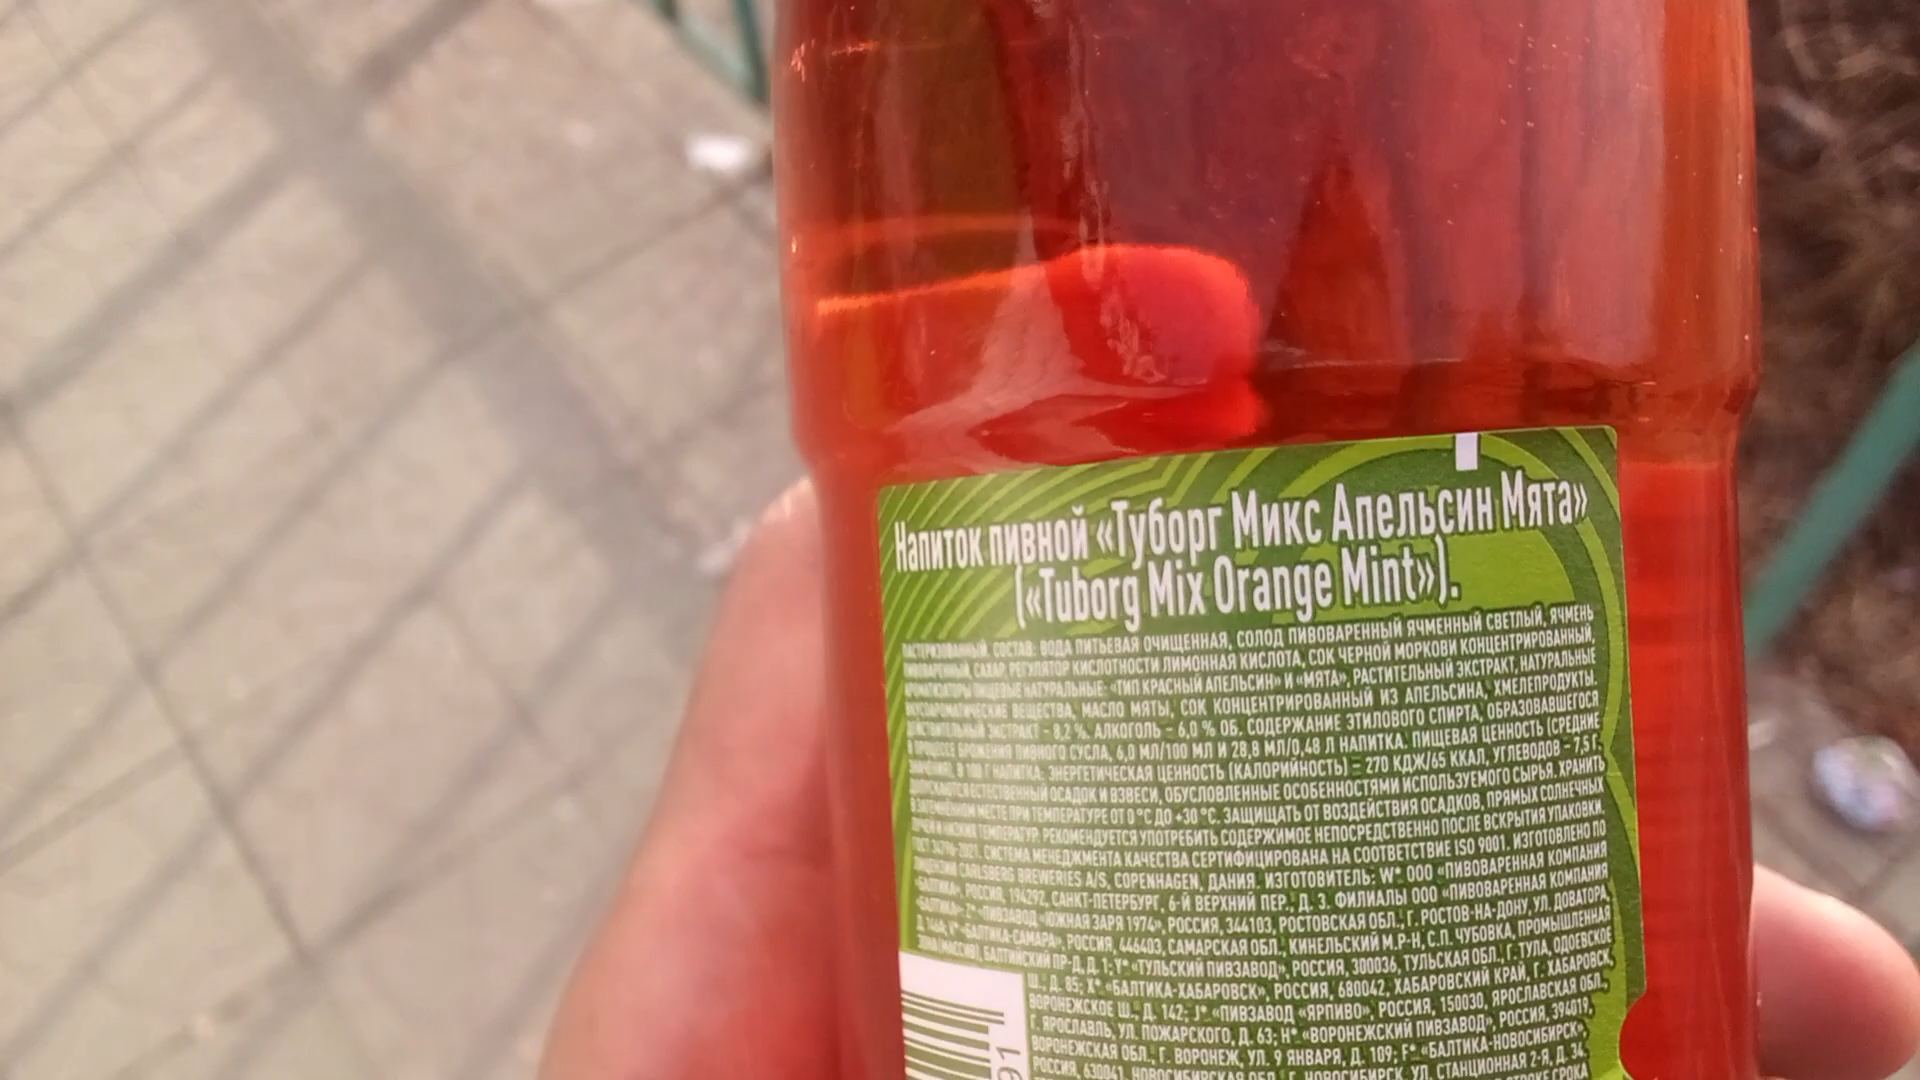 Напиток пивной «Туборг Микс Апельсин Мята»
(«Tuborg Mix Orange Mint»).
ПАСТЕРИЗОВАННЫЙ. СОСТАВ: ВОДА ПИТЬЕВАЯ ОЧИЩЕННАЯ, СОЛОД ПИВОВАРЕННЫЙ ЯЧМЕННЫЙ СВЕТЛЫЙ, ЯЧМЕНЬ
ПИВОВАРЕННЫЙ, САХАР, РЕГУЛЯТОР КИСЛОТНОСТИ ЛИМОННАЯ КИСЛОТА, СОК ЧЕРНОЙ МОРКОВИ КОНЦЕНТРИРОВАННЫЙ,
АРОМАТИЗАТОРЫ ПИЩЕВЫЕ НАТУРАЛЬНЫЕ: «ТИП КРАСНЫЙ АПЕЛЬСИН» И «МЯТА», РАСТИТЕЛЬНЫЙ ЭКСТРАКТ, НАТУРАЛЬНЫЕ
ВКУСОАРОМАТИЧЕСКИЕ ВЕЩЕСТВА, МАСЛО МЯТЫ, СОК КОНЦЕНТРИРОВАННЫЙ ИЗ АПЕЛЬСИНА, ХМЕЛЕПРОДУКТЫ.
ДЕЙСТВИТЕЛЬНЫЙ ЭКСТРАКТ – 8,2 %. АЛКОГОЛЬ – 6,0 % ОБ. СОДЕРЖАНИЕ ЭТИЛОВОГО СПИРТА, ОБРАЗОВАВШЕГОСЯ
В ПРОЦЕССЕ БРОЖЕНИЯ ПИВНОГО СУСЛА, 6,0 МЛ/100 МЛ И 28,8 МЛ/0,48 Л НАПИТКА. ПИЩЕВАЯ ЦЕННОСТЬ (СРЕДНИЕ
ЗНАЧЕНИЯ) В 100 Г НАПИТКА: ЭНЕРГЕТИЧЕСКАЯ ЦЕННОСТЬ (КАЛОРИЙНОСТЬ) – 270 КДЖ/65 ККАЛ, УГЛЕВОДОВ – 7,5 Г.
ДОПУСКАЮТСЯ ЕСТЕСТВЕННЫЙ ОСАДОК И ВЗВЕСИ, ОБУСЛОВЛЕННЫЕ ОСОБЕННОСТЯМИ ИСПОЛЬЗУЕМОГО СЫРЬЯ. ХРАНИТЬ
В ЗАТЕМНЁННОМ МЕСТЕ ПРИ ТЕМПЕРАТУРЕ ОТ 0 °С ДО +30 °С. ЗАЩИЩАТЬ ОТ ВОЗДЕЙСТВИЯ ОСАДКОВ, ПРЯМЫХ СОЛНЕЧНЫХ
ЛУЧЕЙ И НИЗКИХ ТЕМПЕРАТУР. РЕКОМЕНДУЕТСЯ УПОТРЕБИТЬ СОДЕРЖИМОЕ НЕПОСРЕДСТВЕННО ПОСЛЕ ВСКРЫТИЯ УПАКОВКИ.
ГОСТ 34796-2021. СИСТЕМА МЕНЕДЖМЕНТА КАЧЕСТВА СЕРТИФИЦИРОВАНА НА СООТВЕТСТВИЕ ISO 9001. ИЗГОТОВЛЕНО ПО
ЛИЦЕНЗИИ CARLSBERG BREWERIES A/S, COPENHAGEN, ДАНИЯ. ИЗГОТОВИТЕЛЬ: W* ООО «ПИВОВАРЕННАЯ КОМПАНИЯ
«БАЛТИКА», РОССИЯ, 194292, САНКТ-ПЕТЕРБУРГ, 6-Й ВЕРХНИЙ ПЕР., Д. 3. ФИЛИАЛЫ ООО «ПИВОВАРЕННАЯ КОМПАНИЯ
«БАЛТИКА»: Z* «ПИВЗАВОД «ЮЖНАЯ ЗАРЯ 1974», РОССИЯ, 344103, РОСТОВСКАЯ ОБЛ., Г. РОСТОВ-НА-ДОНУ, УЛ. ДОВАТОРА,
Д. 146А; V* «БАЛТИКА-САМАРА», РОССИЯ, 446403, САМАРСКАЯ ОБЛ., КИНЕЛЬСКИЙ М.Р-Н, С.П. ЧУБОВКА, ПРОМЫШЛЕННАЯ
ЗОНА (МАССИВ), БАЛТИЙСКИЙ ПР-Д, Д. 1; Y* «ТУЛЬСКИЙ ПИВЗАВОД», РОССИЯ, 300036, ТУЛЬСКАЯ ОБЛ., Г. ТУЛА, ОДОЕВСКОЕ
Ш., Д. 85; X* «БАЛТИКА-ХАБАРОВСК», РОССИЯ, 680042, ХАБАРОВСКИЙ КРАЙ, Г. ХАБАРОВСК,
ВОРОНЕЖСКОЕ Ш., Д. 142; J* «ПИВЗАВОД «ЯРПИВО», РОССИЯ, 150030, ЯРОСЛАВСКАЯ ОБЛ.,
Г. ЯРОСЛАВЛЬ, УЛ. ПОЖАРСКОГО, Д. 63; H* «ВОРОНЕЖСКИЙ ПИВЗАВОД», РОССИЯ, 394019,
ВОРОНЕЖСКАЯ ОБЛ., Г. ВОРОНЕЖ, УЛ. 9 ЯНВАРЯ, Д. 109; F* «БАЛТИКА-НОВОСИБИРСК»,
РОССИЯ, 630041, НОВОСИБИРСКАЯ ОБЛ., Г. НОВОСИБИРСК, УЛ. СТАНЦИОННАЯ 2-Я, Д. 34.
СТРОКЕ СРОКА
91